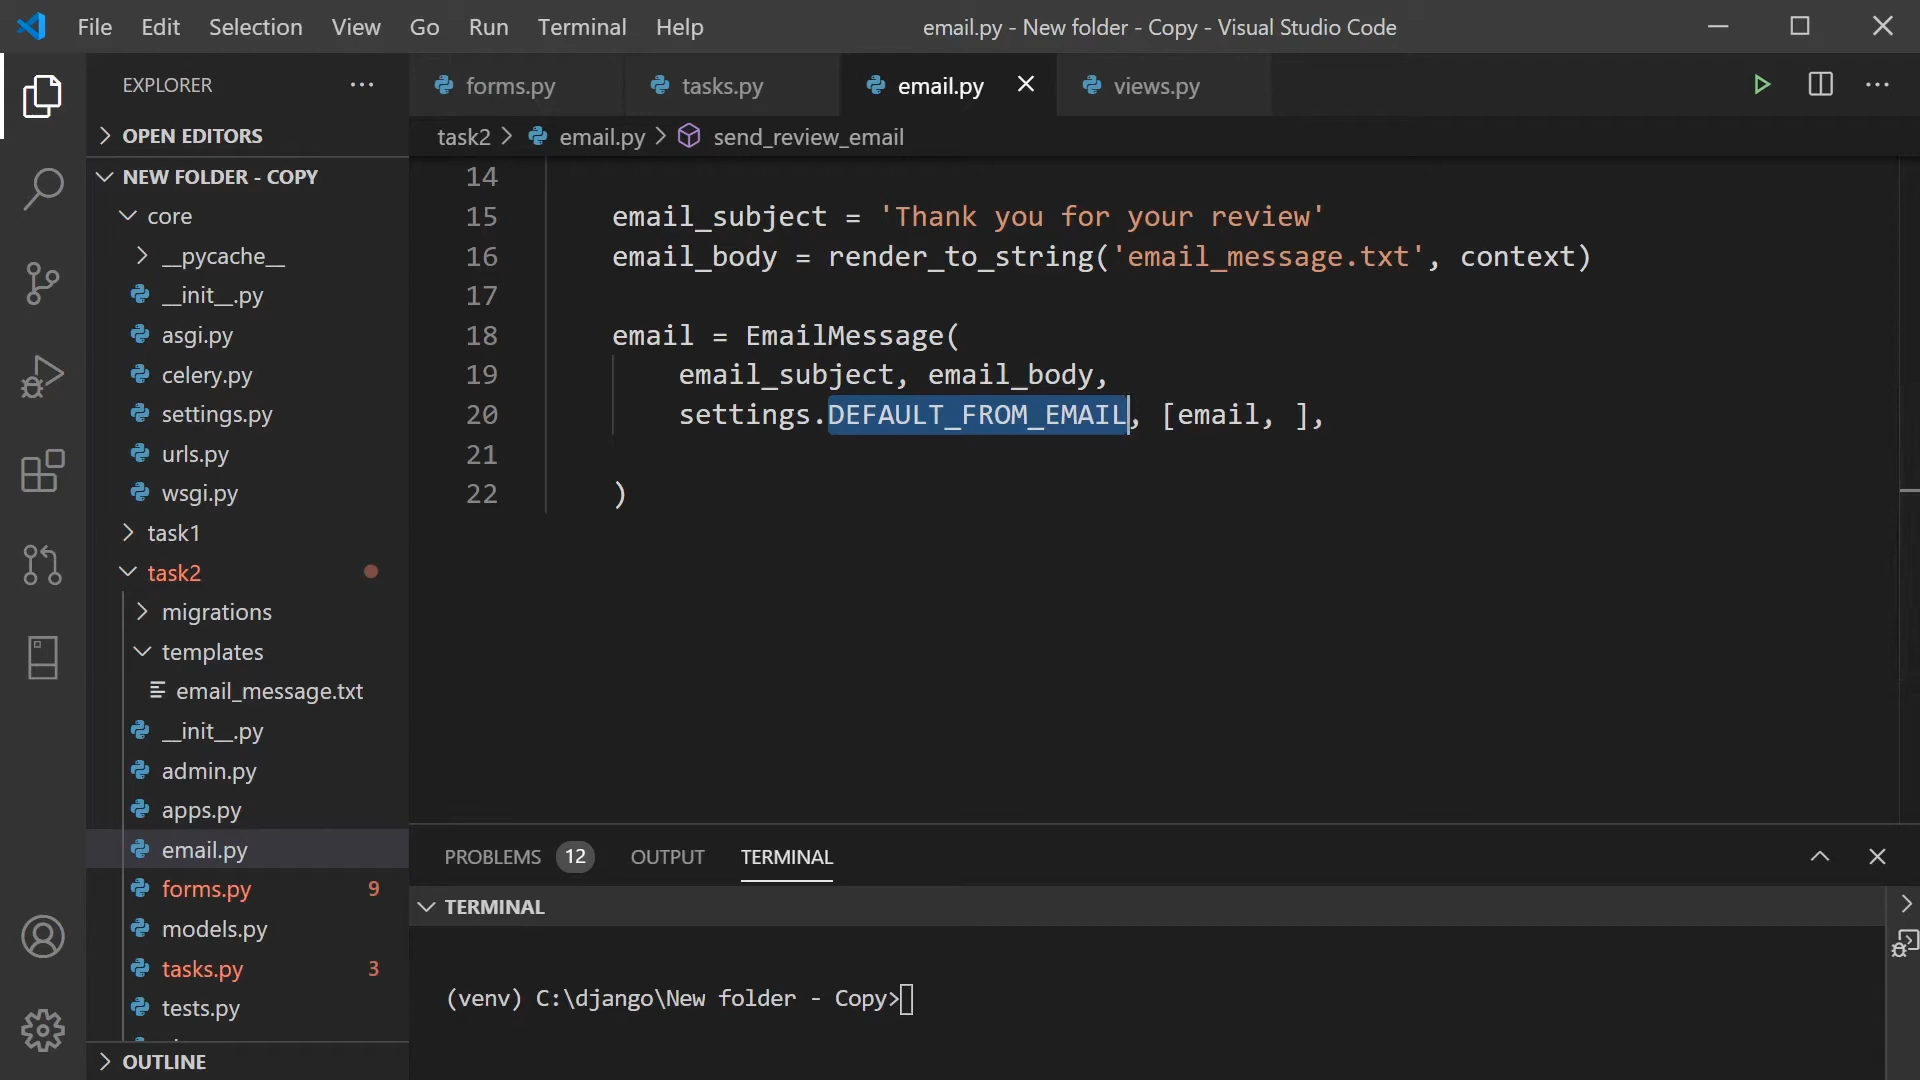 File Edit Selection View Go Run Terminal Help
email.py - New folder - Copy - Visual Studio Code
EXPLORER
OPEN EDITORS
NEW FOLDER - COPY
core
__pycache__
__init__.py
asgi.py
celery.py
settings.py
urls.py
wsgi.py
task1
task2
migrations
templates
email_message.txt
__init__.py
admin.py
apps.py
email.py
forms.py 9
models.py
tasks.py 3
tests.py
OUTLINE
forms.py tasks.py email.py views.py
task2 > email.py > send_review_email
14
15 email_subject = 'Thank you for your review'
16 email_body = render_to_string('email_message.txt', context)
17
18 email = EmailMessage(
19 email_subject, email_body,
20 settings.DEFAULT_FROM_EMAIL, [email, ],
21
22 )
PROBLEMS 12 OUTPUT TERMINAL
TERMINAL
(venv) C:\django\New folder - Copy>